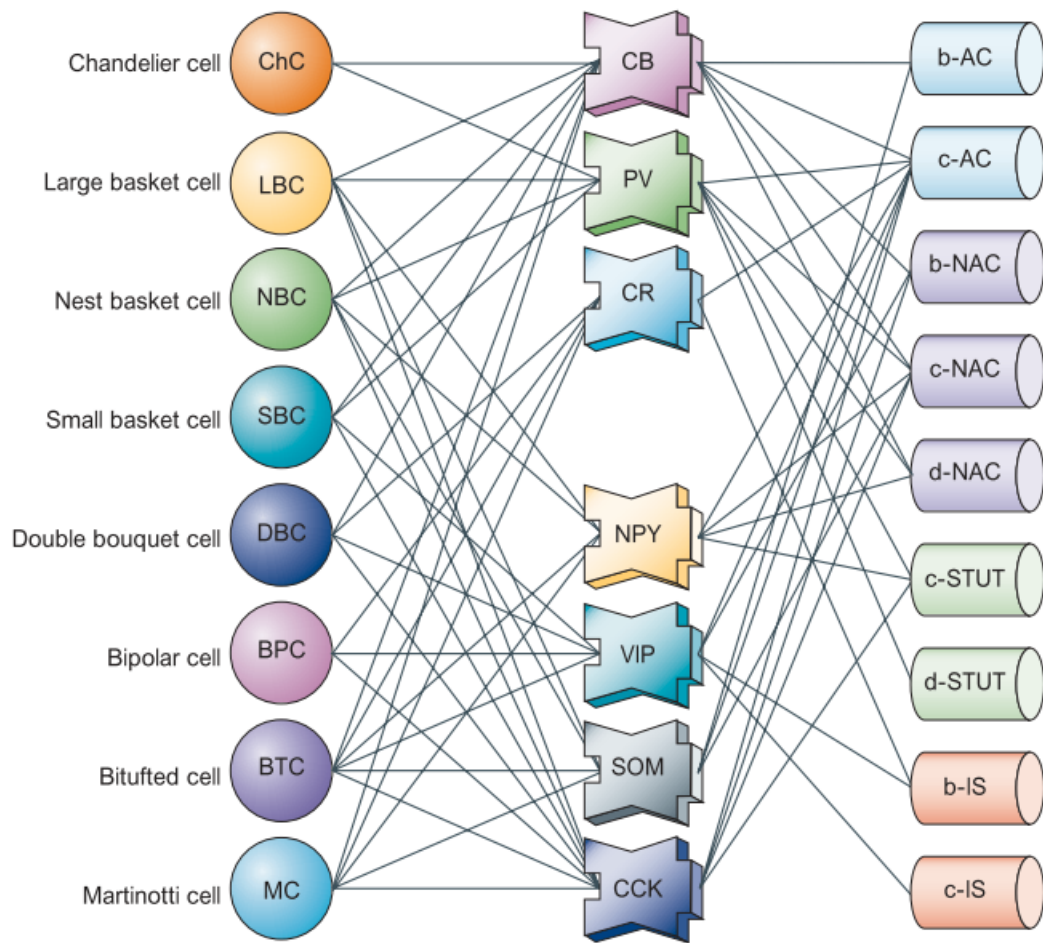 Chandelier cell
ChC
CB
b-AC
Large basket cell
LBC
PV
c-AC
Nest basket cell
NBC
CR
b-NAC
c-NAC
Small basket cell
SBC
d-NAC
Double bouquet cell
DBC
NPY
c-STUT
Bipolar cell
BPC
VIP
d-STUT
Bitufted cell
BTC
SOM
b-IS
Martinotti cell
MC
CCK
c-IS